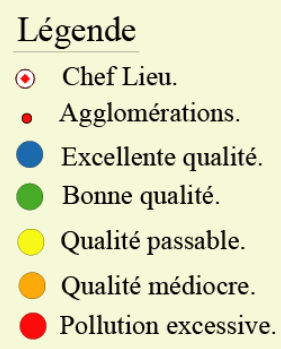 Légende
Chef Lieu.
Agglomérations.
Excellente qualité.
Bonne qualité.
Qualité passable.
Qualité médiocre.
Pollution excessive.